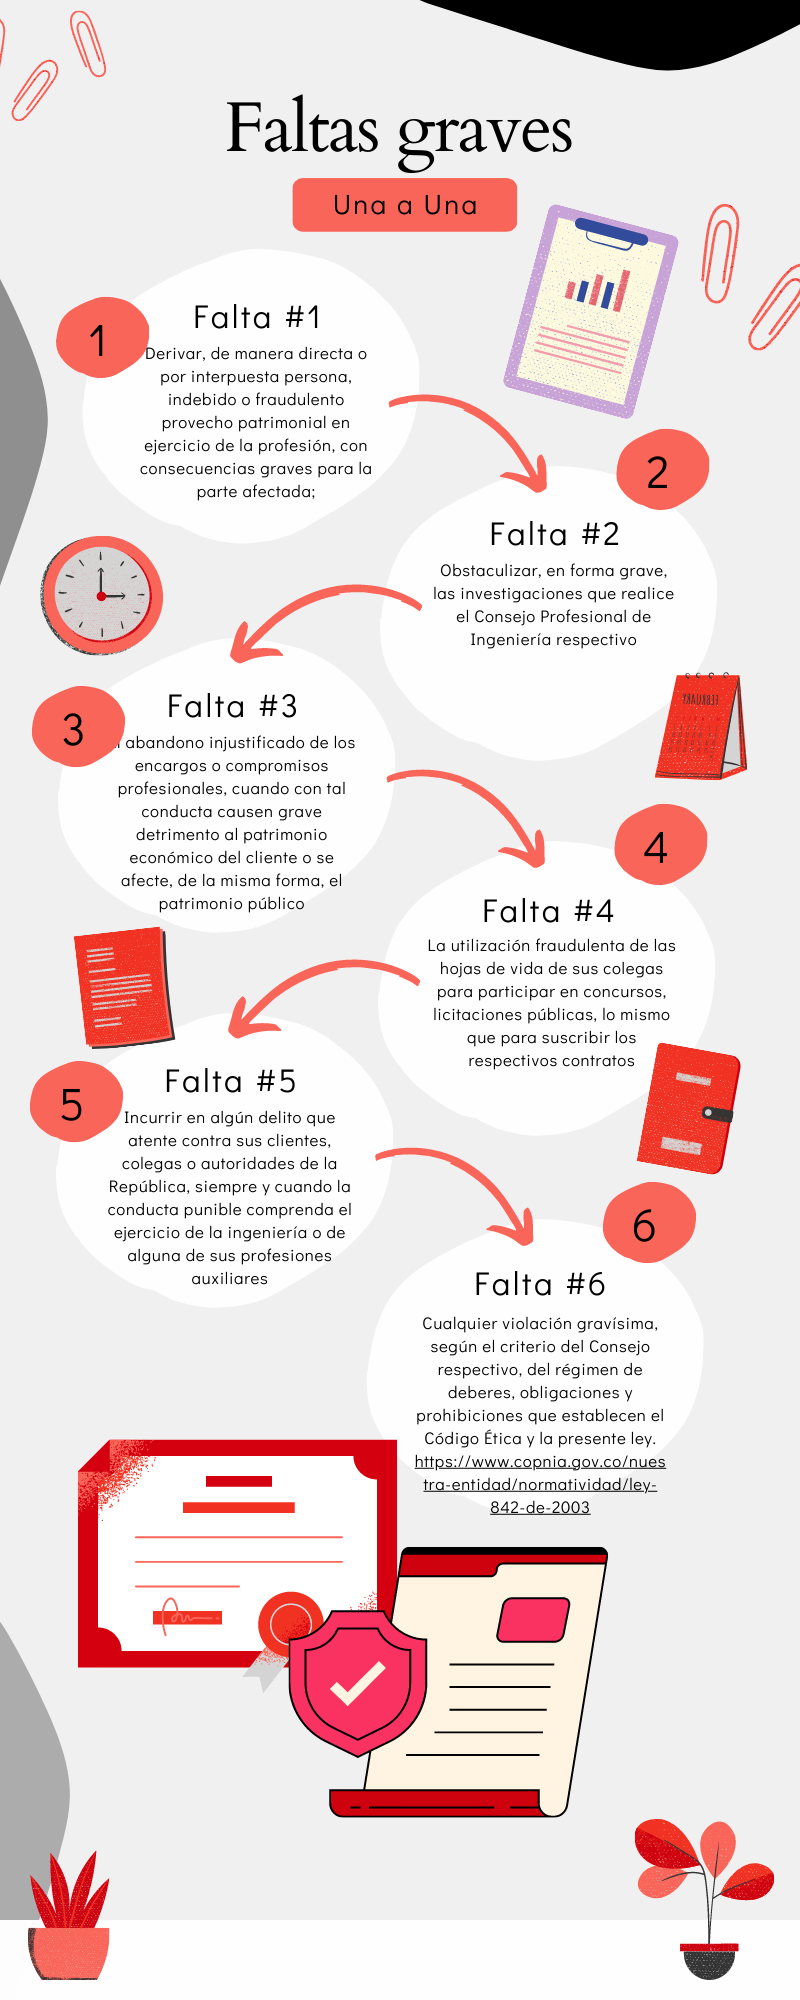 Faltas graves
Una a Una
1
Falta #1
Derivar, de manera directa o
por interpuesta persona,
indebido o fraudulento
provecho patrimonial en
ejercicio de la profesión, con
consecuencias graves para la
parte afectada;
2
Falta #2
Obstaculizar, en forma grave,
las investigaciones que realice
el Consejo Profesional de
Ingeniería respectivo
3
Falta #3
abandono injustificado de los
encargos o compromisos
profesionales, cuando con tal
conducta causen grave
detrimento al patrimonio
económico del cliente o se
afecte, de la misma forma, el
patrimonio público
FEBRUARY
4
Falta #4
La utilización fraudulenta de las
hojas de vida de sus colegas
para participar en concursos,
licitaciones públicas, lo mismo
que para suscribir los
respectivos contratos
5
Falta #5
Incurrir en algún delito que
atente contra sus clientes,
colegas o autoridades de la
República, siempre y cuando la
conducta punible comprenda el
ejercicio de la ingeniería o de
alguna de sus profesiones
auxiliares
6
Falta #6
Cualquier violación gravísima,
según el criterio del Consejo
respectivo, del régimen de
deberes, obligaciones y
prohibiciones que establecen el
Código Ética y la presente ley.
https://www.copnia.gov.co/nues
tra-entidad/normatividad/ley-
842-de-2003